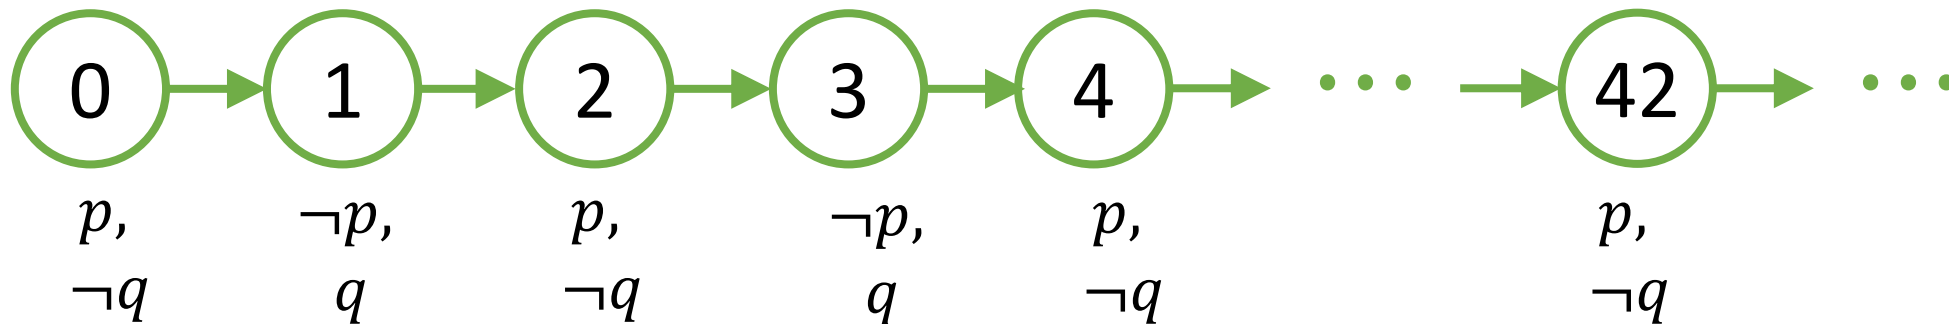 0 1 2 3 4 ... 42 ...
p, ¬p, p, ¬p, p, p,
¬q q ¬q q ¬q ¬q